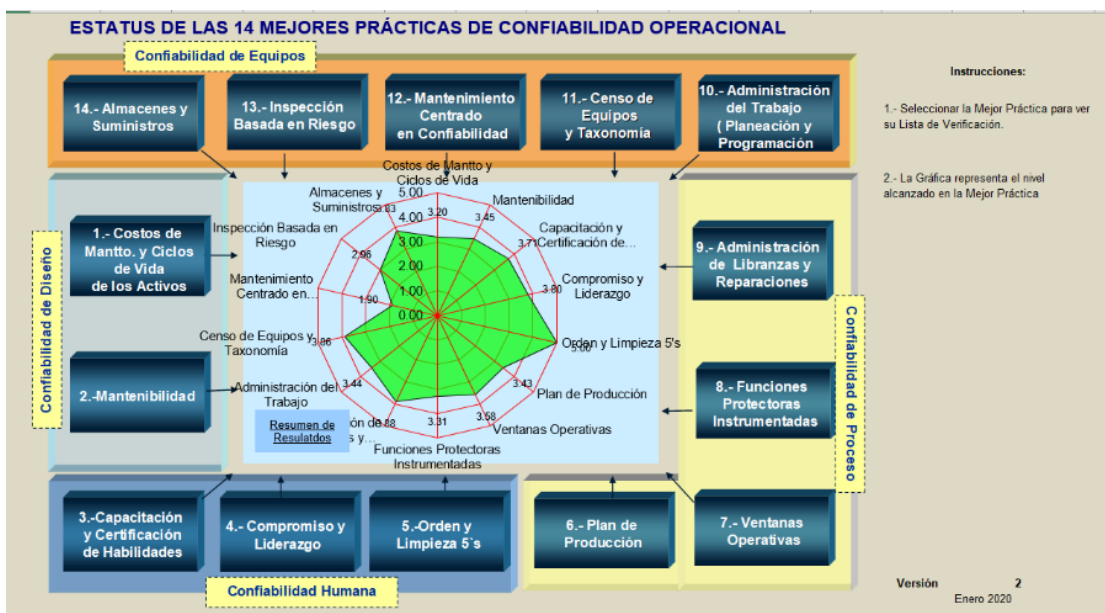 ESTATUS DE LAS 14 MEJORES PRÁCTICAS DE CONFIABILIDAD OPERACIONAL
Confiabilidad de Equipos
14.- Almacenes y
Suministros
13.- Inspección
Basada en Riesgo
12.- Mantenimiento
Centrado
en Confiabilidad
11.- Censo de
Equipos
y Taxonomía
10.- Administración
del Trabajo
( Planeación y
Programación
Instrucciones:
1.- Seleccionar la Mejor Práctica para ver
su Lista de Verificación.
2.- La Gráfica representa el nivel
alcanzado en la Mejor Práctica
Confiabilidad de Diseño
1.- Costos de
Mantto. y Ciclos
de Vida
de los Activos
2.-Mantenibilidad
Costos de Mantto y
Ciclos de Vida
Mantenibilidad
Capacitación y
Certificación de...
Compromiso y
Liderazgo
Orden y Limpieza 5's
Plan de Producción
Ventanas Operativas
Funciones Protectoras
Instrumentadas
Administración del
Trabajo
Censo de Equipos y
Taxonomía
Mantenimiento
Centrado en...
Inspección Basada en
Riesgo
Almacenes y
Suministros
5.00
4.00
3.00
2.00
1.00
0.00
3.20
3.45
3.71
3.80
5.00
3.43
3.58
3.31
3.44
3.86
1.90
2.96
Resumen de
Resulatdos
9.- Administración
de Libranzas y
Reparaciones
8.- Funciones
Protectoras
Instrumentadas
Confiabilidad de Proceso
3.-Capacitación
y Certificación
de Habilidades
4.- Compromiso y
Liderazgo
5.-Orden y
Limpieza 5`s
6.- Plan de
Producción
7.- Ventanas
Operativas
Confiabilidad Humana
Versión 2
Enero 2020